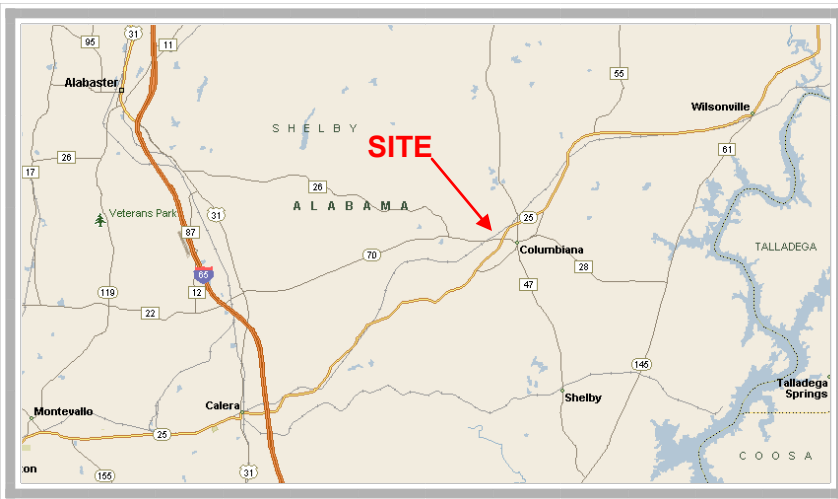 31
11
95
Alabaster
55
Wilsonville
SHELBY
SITE
61
26
17
26
ALABAMA
Veterans Park
31
25
87
70
Columbiana
TALLADEGA
65
28
119
12
47
22
145
Talladega
Springs
Shelby
Montevallo
Calera
25
COOSA
ton
155
31